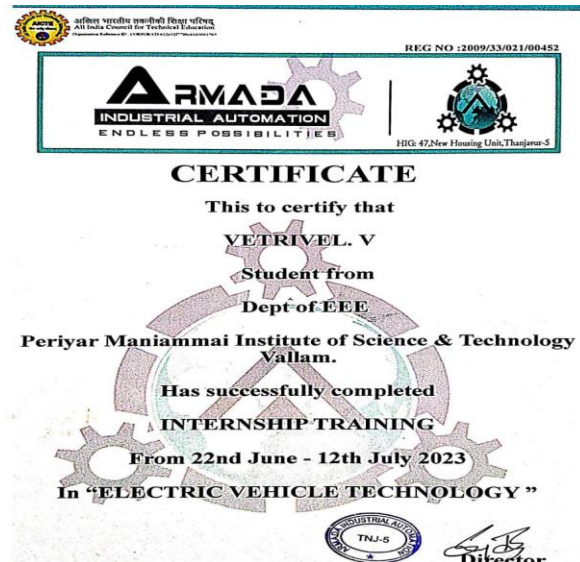 अखिल भारतीय तकनीकी शिक्षा परिषद्
All India Council for Technical Education
REG NO :2009/33/021/00452
ARMADA
INDUSTRIAL AUTOMATION
ENDLESS POSSIBILITIES
HIG: 47,New Housing Unit,Thanjavur-5
CERTIFICATE
This to certify that
VETRIVEL. V
Student from
Dept of EEE
Periyar Maniammai Institute of Science & Technology
Vallam.
Has successfully completed
INTERNSHIP TRAINING
From 22nd June - 12th July 2023
In “ELECTRIC VEHICLE TECHNOLOGY ”
ARMADA INDUSTRIAL AUTOMATION
TNJ-5
Director